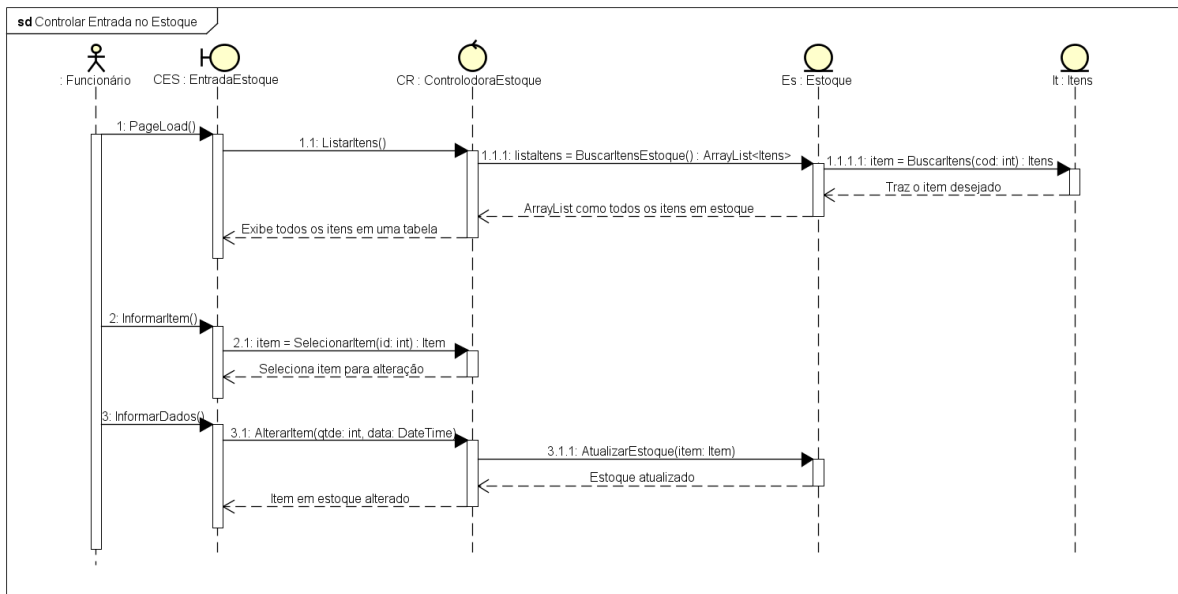 sd Controlar Entrada no Estoque
: Funcionário
CES : EntradaEstoque
CR : ControlodoraEstoque
Es : Estoque
It : Itens
1: PageLoad()
1.1: ListarItens()
1.1.1: listaItens = BuscarItensEstoque() : ArrayList<Itens>
1.1.1.1: item = BuscarItens(cod: int) : Itens
Traz o item desejado
ArrayList como todos os itens em estoque
Exibe todos os itens em uma tabela
2: InformarItem()
2.1: item = SelecionarItem(id: int) : Item
Seleciona item para alteração
3: InformarDados()
3.1: AlterarItem(qtde: int, data: DateTime)
3.1.1: AtualizarEstoque(item: Item)
Estoque atualizado
Item em estoque alterado